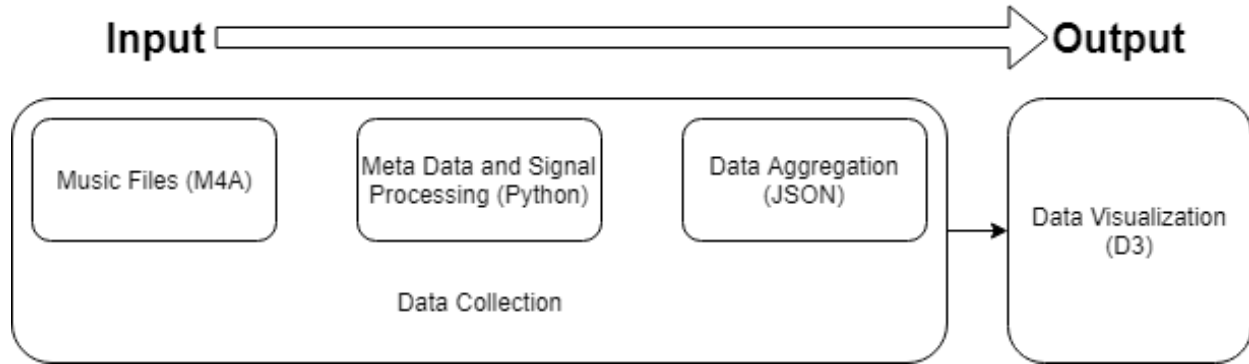 Input
Output
Music Files (M4A)
Meta Data and Signal
Processing (Python)
Data Aggregation
(JSON)
Data Visualization
(D3)
Data Collection